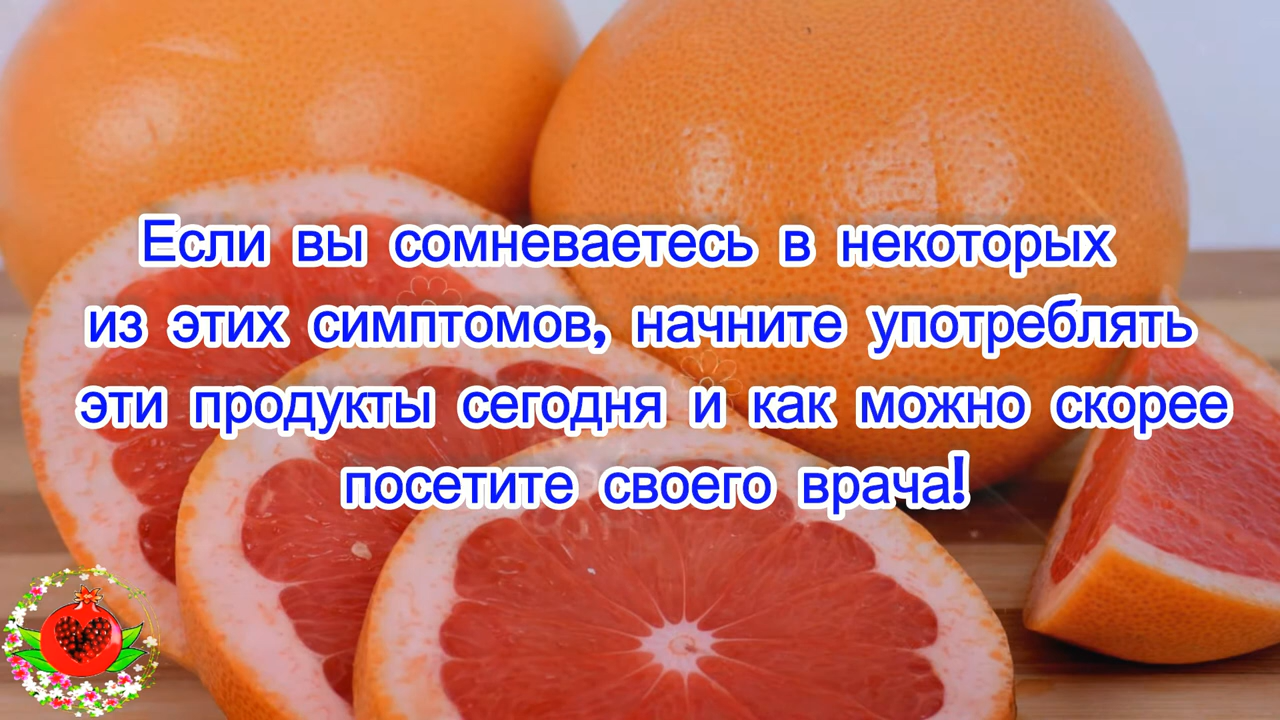 Если вы сомневаетесь в некоторых
из этих симптомов, начните употреблять
эти продукты сегодня и как можно скорее
посетите своего врача!